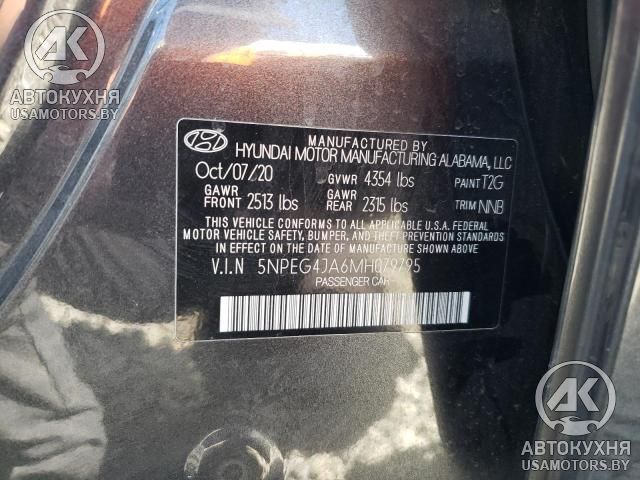 AK
АВТОКУХНЯ
USAMOTORS.BY
MANUFACTURED BY
HYUNDAI MOTOR MANUFACTURING ALABAMA, LLC
Oct/07/20 GVWR 4354 lbs PAINT T2G
GAWR FRONT 2513 lbs GAWR REAR 2315 lbs TRIM NNB
THIS VEHICLE CONFORMS TO ALL APPLICABLE U.S.A. FEDERAL
MOTOR VEHICLE SAFETY, BUMPER, AND THEFT PREVENTION STANDARDS
IN EFFECT ON THE DATE OF MANUFACTURE SHOWN ABOVE.
V.I.N 5NPEG4JA6MH079795
PASSENGER CAR
AK
АВТОКУХНЯ
USAMOTORS.BY